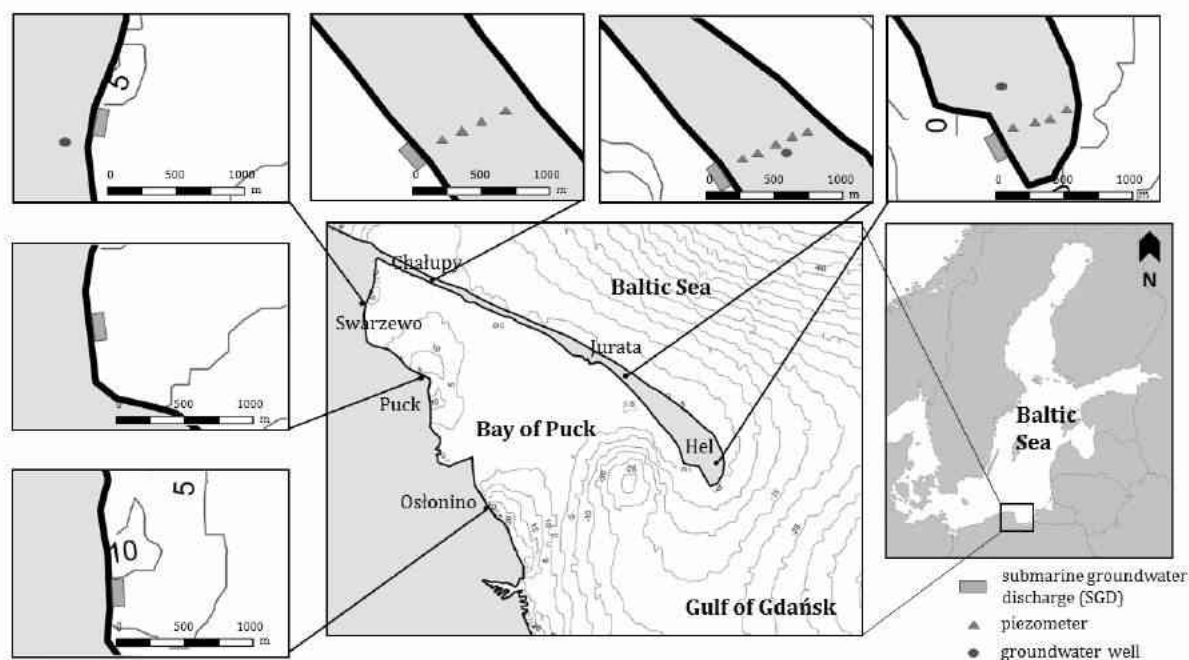 5
0 500 1000
m
0 500 1000
m
0 500 1000
m
0
0 500 1000
m
0 500 1000
m
5
10
0 500 1000
m
Chałupy
Baltic Sea
Swarzewo
Jurata
Puck
Bay of Puck
Hel
Osłonino
Gulf of Gdańsk
N
Baltic
Sea
submarine groundwater
discharge (SGD)
piezometer
groundwater well